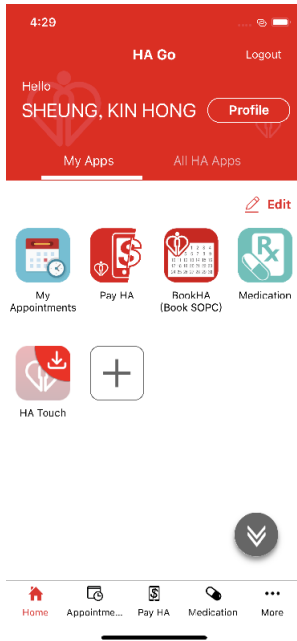 4:29
HA Go
Logout
Hello
SHEUNG, KIN HONG
Profile
My Apps
All HA Apps
Edit
My
Appointments
Pay HA
BookHA
(Book SOPC)
Medication
HA Touch
Home
Appointme...
Pay HA
Medication
More